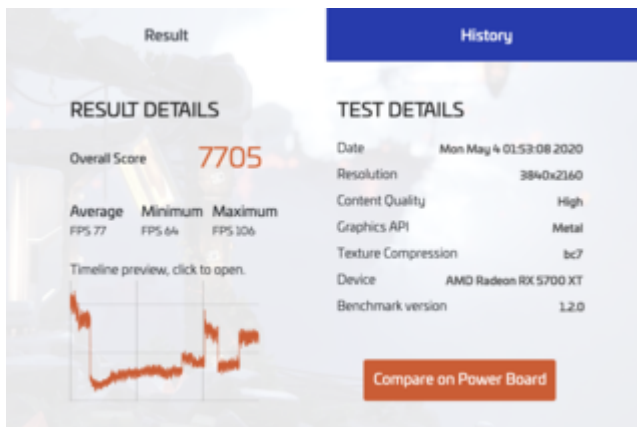 Result
History
RESULT DETAILS
Overall Score 7705
Average Minimum Maximum
FPS 77 FPS 64 FPS 106
Timeline preview, click to open.
TEST DETAILS
Date Mon May 4 01:53:08 2020
Resolution 3840x2160
Content Quality High
Graphics API Metal
Texture Compression bc7
Device AMD Radeon RX 5700 XT
Benchmark version 1.2.0
Compare on Power Board